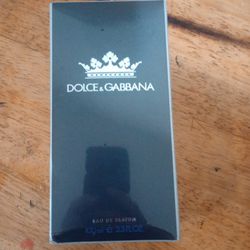 DOLCE & GABBANA
EAU DE PARFUM
100 ml ℮ 3.3 FL.OZ.